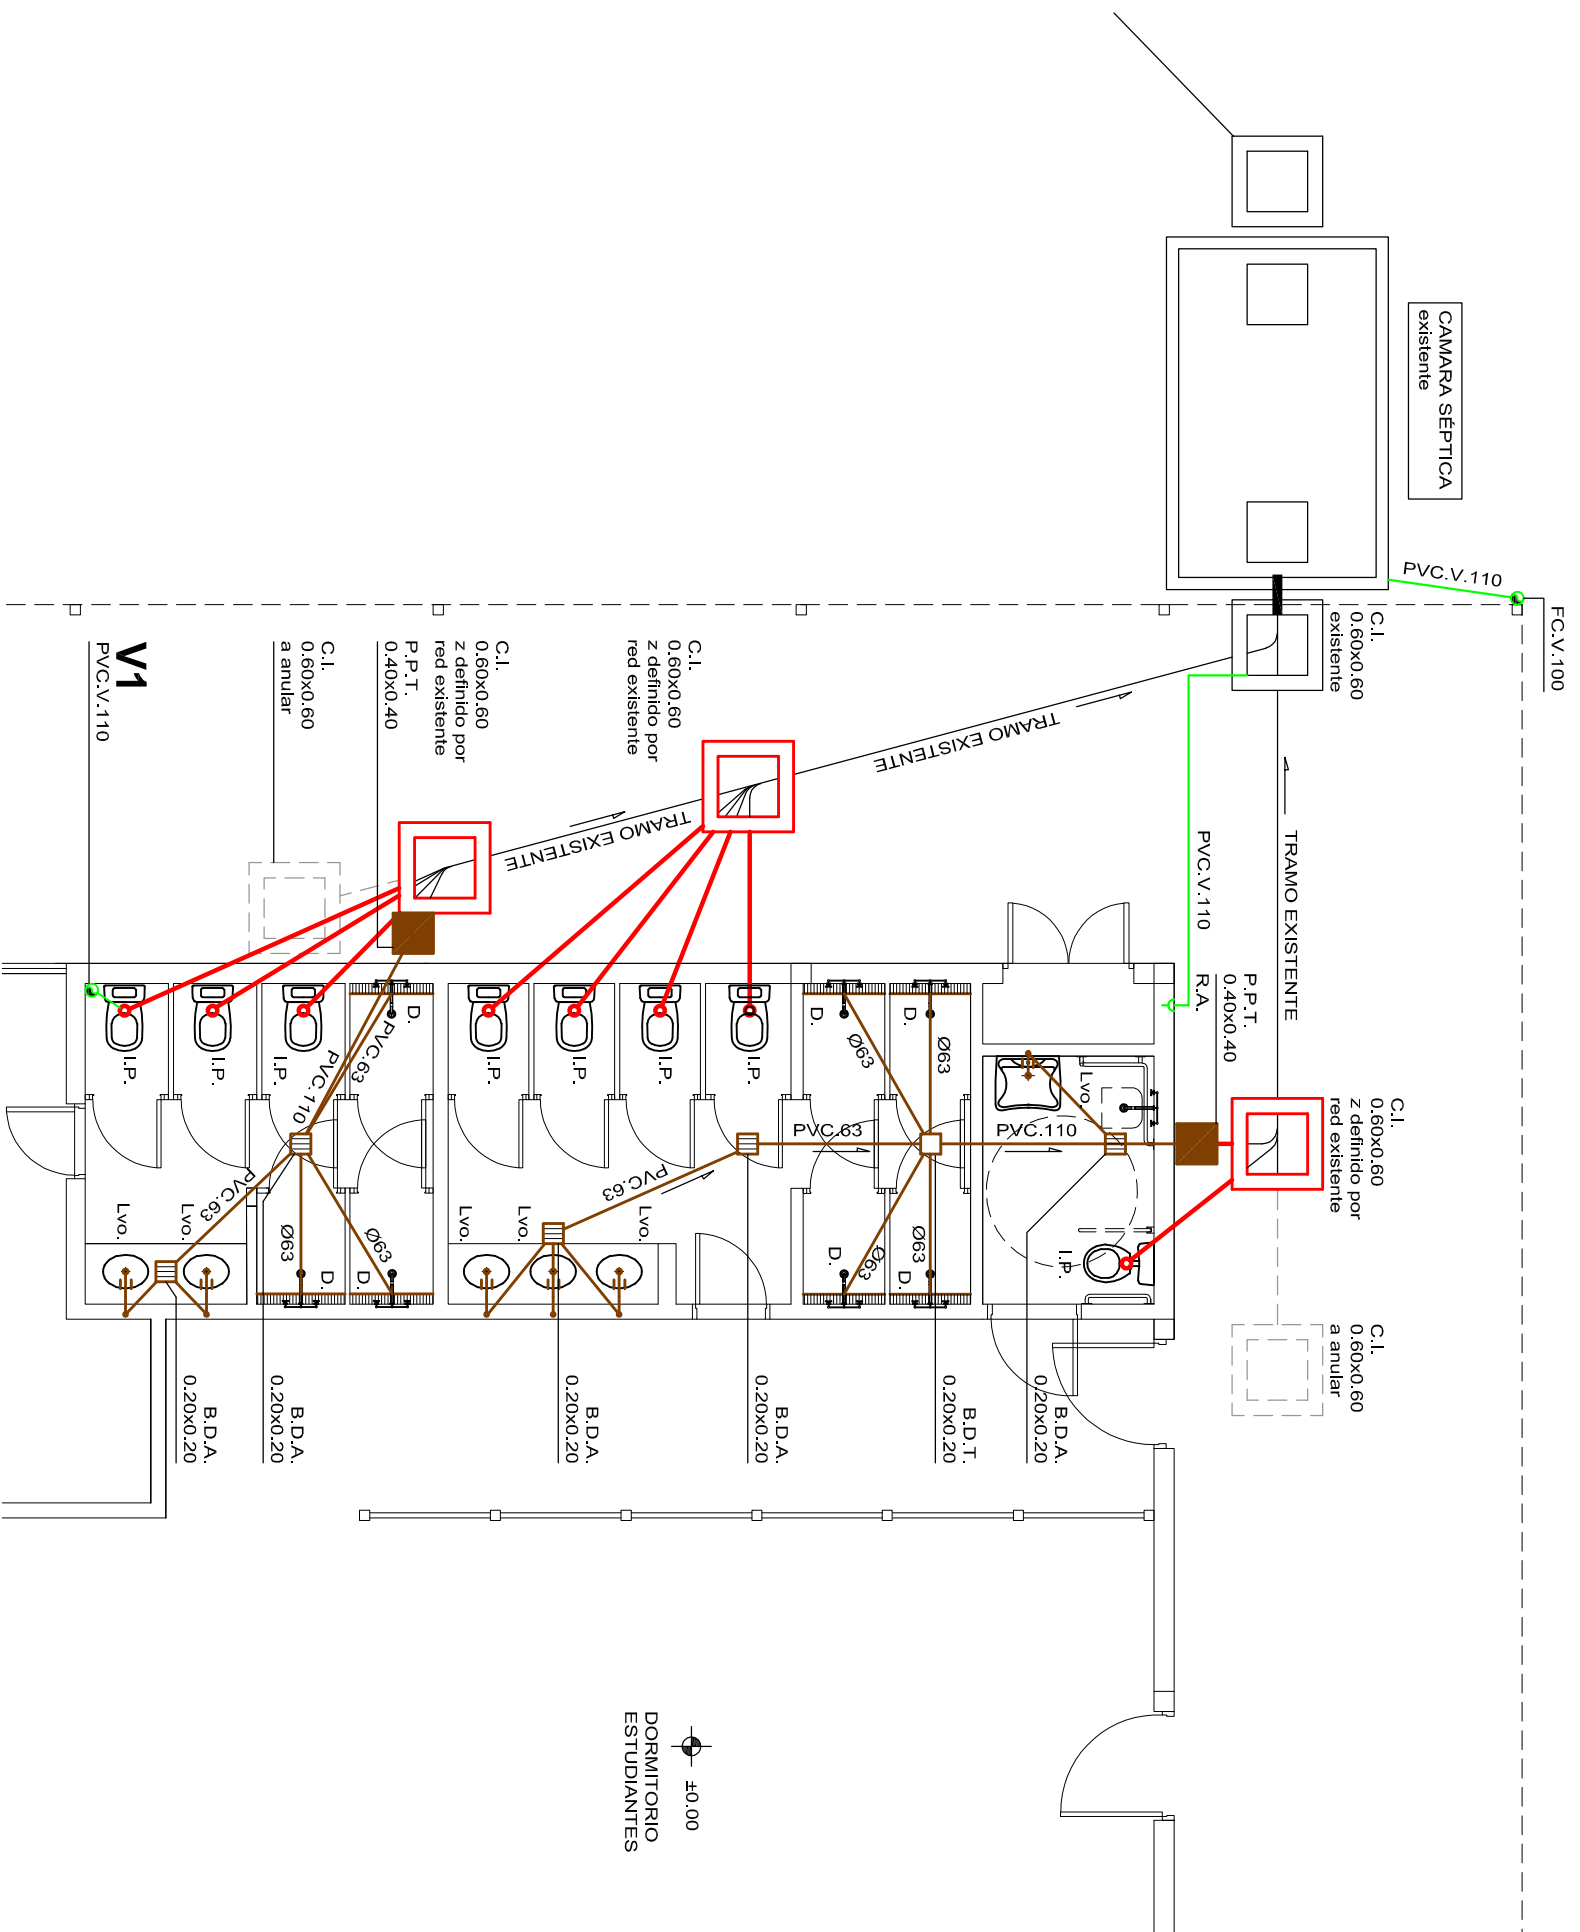 FC.V.100
PVC.V.110
CAMARA SÉPTICA
existente
C.I.
0.60x0.60
existente
TRAMO EXISTENTE
TRAMO EXISTENTE
TRAMO EXISTENTE
PVC.V.110
P.P.T.
0.40x0.40
R.A.
C.I.
0.60x0.60
z definido por
red existente
C.I.
0.60x0.60
a anular
C.I.
0.60x0.60
z definido por
red existente
C.I.
0.60x0.60
z definido por
red existente
P.P.T.
0.40x0.40
C.I.
0.60x0.60
a anular
V1
PVC.V.110
I.P.
I.P.
I.P.
D.
PVC.63
PVC.110
PVC.63
Lvo.
Lvo.
Ø63
Ø63
D.
D.
I.P.
I.P.
I.P.
I.P.
Lvo.
Lvo.
Lvo.
PVC.63
PVC.63
D.
D.
Ø63
Ø63
Ø63
Ø63
D.
D.
PVC.110
Lvo.
I.P.
B.D.A.
0.20x0.20
B.D.T.
0.20x0.20
B.D.A.
0.20x0.20
B.D.A.
0.20x0.20
B.D.A.
0.20x0.20
B.D.A.
0.20x0.20
±0.00
DORMITORIO
ESTUDIANTES